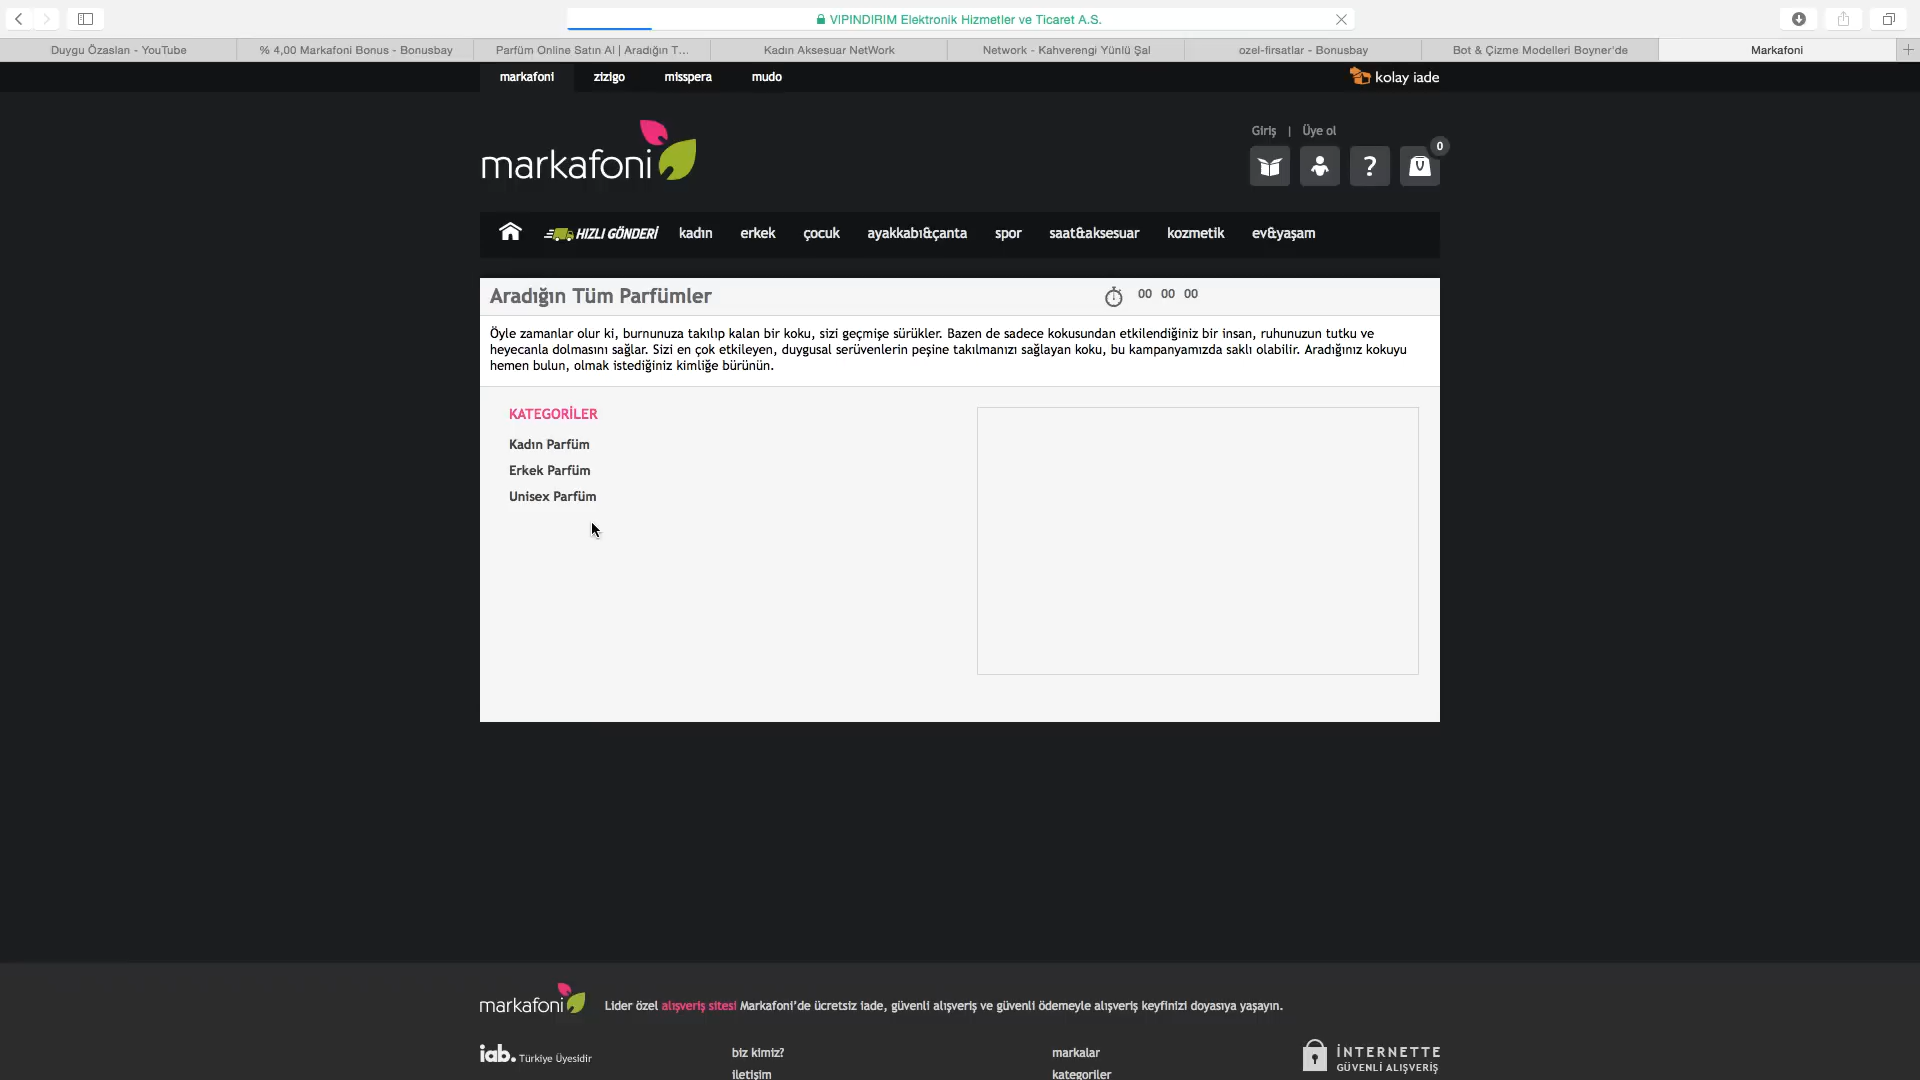 VIPINDIRIM Elektronik Hizmetler ve Ticaret A.S.
Duygu Özaslan - YouTube
% 4,00 Markafoni Bonus - Bonusbay
Parfüm Online Satın Al | Aradığın T...
Kadın Aksesuar NetWork
Network - Kahverengi Yünlü Şal
ozel-firsatlar - Bonusbay
Bot & Çizme Modelleri Boyner'de
Markafoni
markafoni
zizigo
misspera
mudo
kolay iade
markafoni
Giriş | Üye ol
0
HIZLI GÖNDERİ
kadın
erkek
çocuk
ayakkabı&çanta
spor
saat&aksesuar
kozmetik
ev&yaşam
Aradığın Tüm Parfümler
00 00 00
Öyle zamanlar olur ki, burnunuza takılıp kalan bir koku, sizi geçmişe sürükler. Bazen de sadece kokusundan etkilendiğiniz bir insan, ruhunuzun tutku ve
heyecanla dolmasını sağlar. Sizi en çok etkileyen, duygusal serüvenlerin peşine takılmanızı sağlayan koku, bu kampanyamızda saklı olabilir. Aradığınız kokuyu
hemen bulun, olmak istediğiniz kimliğe bürünün.
KATEGORİLER
Kadın Parfüm
Erkek Parfüm
Unisex Parfüm
markafoni
Lider özel alışveriş sitesi Markafoni'de ücretsiz iade, güvenli alışveriş ve güvenli ödemeyle alışveriş keyfinizi doyasıya yaşayın.
iab. Türkiye Üyesidir
biz kimiz?
markalar
İNTERNETTE
GÜVENLİ ALIŞVERİŞ
iletişim
kategoriler